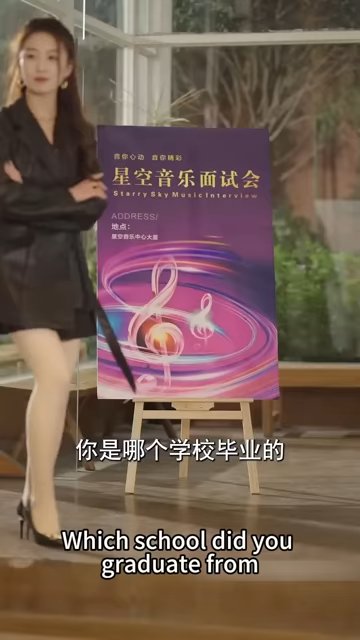 音你心动 音你精彩
星空音乐面试会
Starry Sky Music Interview
ADDRESS/
地点：
星空音乐中心大厦
你是哪个学校毕业的
Which school did you
graduate from